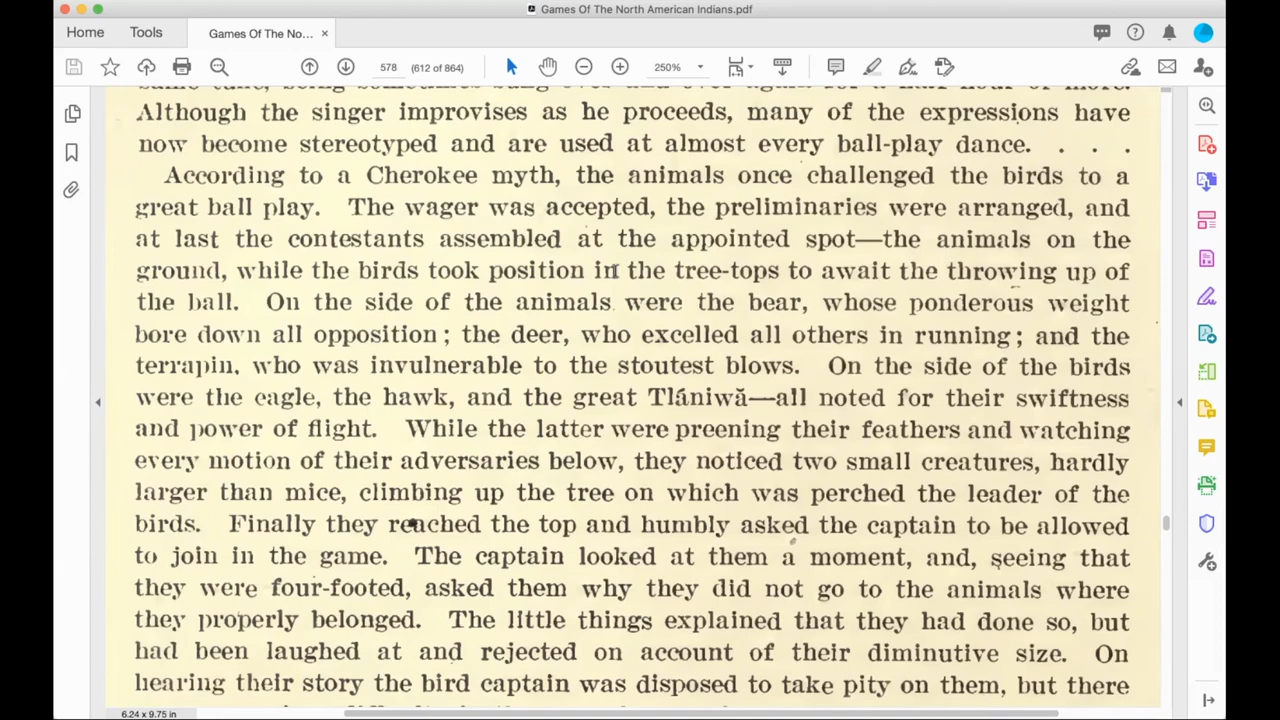 Games Of The North American Indians.pdf
Home Tools Games Of The No... ×
578 (612 of 864) 250%
Although the singer improvises as he proceeds, many of the expressions have
now become stereotyped and are used at almost every ball-play dance. . . .
According to a Cherokee myth, the animals once challenged the birds to a
great ball play. The wager was accepted, the preliminaries were arranged, and
at last the contestants assembled at the appointed spot—the animals on the
ground, while the birds took position in the tree-tops to await the throwing up of
the ball. On the side of the animals were the bear, whose ponderous weight
bore down all opposition; the deer, who excelled all others in running; and the
terrapin, who was invulnerable to the stoutest blows. On the side of the birds
were the eagle, the hawk, and the great Tlániwă—all noted for their swiftness
and power of flight. While the latter were preening their feathers and watching
every motion of their adversaries below, they noticed two small creatures, hardly
larger than mice, climbing up the tree on which was perched the leader of the
birds. Finally they reached the top and humbly asked the captain to be allowed
to join in the game. The captain looked at them a moment, and, seeing that
they were four-footed, asked them why they did not go to the animals where
they properly belonged. The little things explained that they had done so, but
had been laughed at and rejected on account of their diminutive size. On
hearing their story the bird captain was disposed to take pity on them, but there
6.24 x 9.75 in